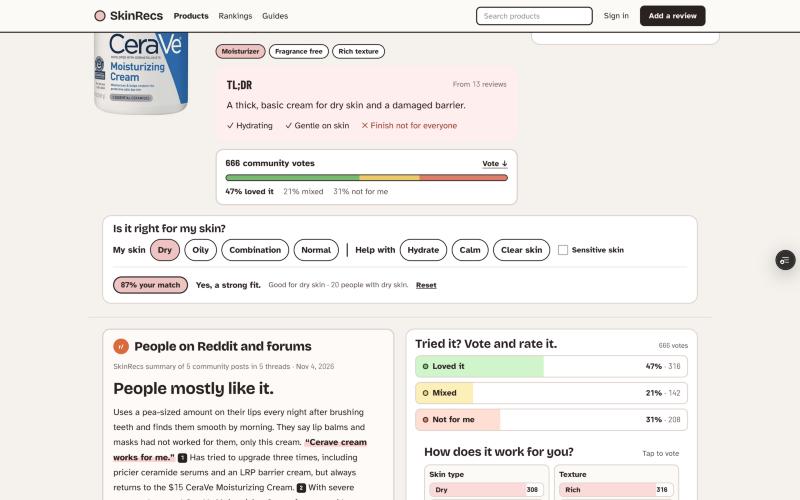 SkinRecs Products Rankings Guides Search products Sign in Add a review
CeraVe
DEVELOPED WITH DERMATOLOGISTS
Moisturizing
Cream
Moisturizer Fragrance free Rich texture
TL;DR From 13 reviews
A thick, basic cream for dry skin and a damaged barrier.
✓ Hydrating ✓ Gentle on skin ✕ Finish not for everyone
666 community votes Vote ↓
47% loved it 21% mixed 31% not for me
Is it right for my skin?
My skin Dry Oily Combination Normal Help with Hydrate Calm Clear skin Sensitive skin
87% your match Yes, a strong fit. Good for dry skin · 20 people with dry skin. Reset
People on Reddit and forums
SkinRecs summary of 5 community posts in 5 threads · Nov 4, 2026
People mostly like it.
Uses a pea-sized amount on their lips every night after brushing
teeth and finds them smooth by morning. They say lip balms and
masks had not worked for them, only this cream. “Cerave cream
works for me.” 1 Has tried to upgrade three times, including
pricier ceramide serums and an LRP barrier cream, but always
returns to the $15 CeraVe Moisturizing Cream. 2 With severe
Tried it? Vote and rate it. 666 votes
Loved it 47% · 316
Mixed 21% · 142
Not for me 31% · 208
How does it work for you? Tap to vote
Skin type Texture
Dry 308 Rich 316